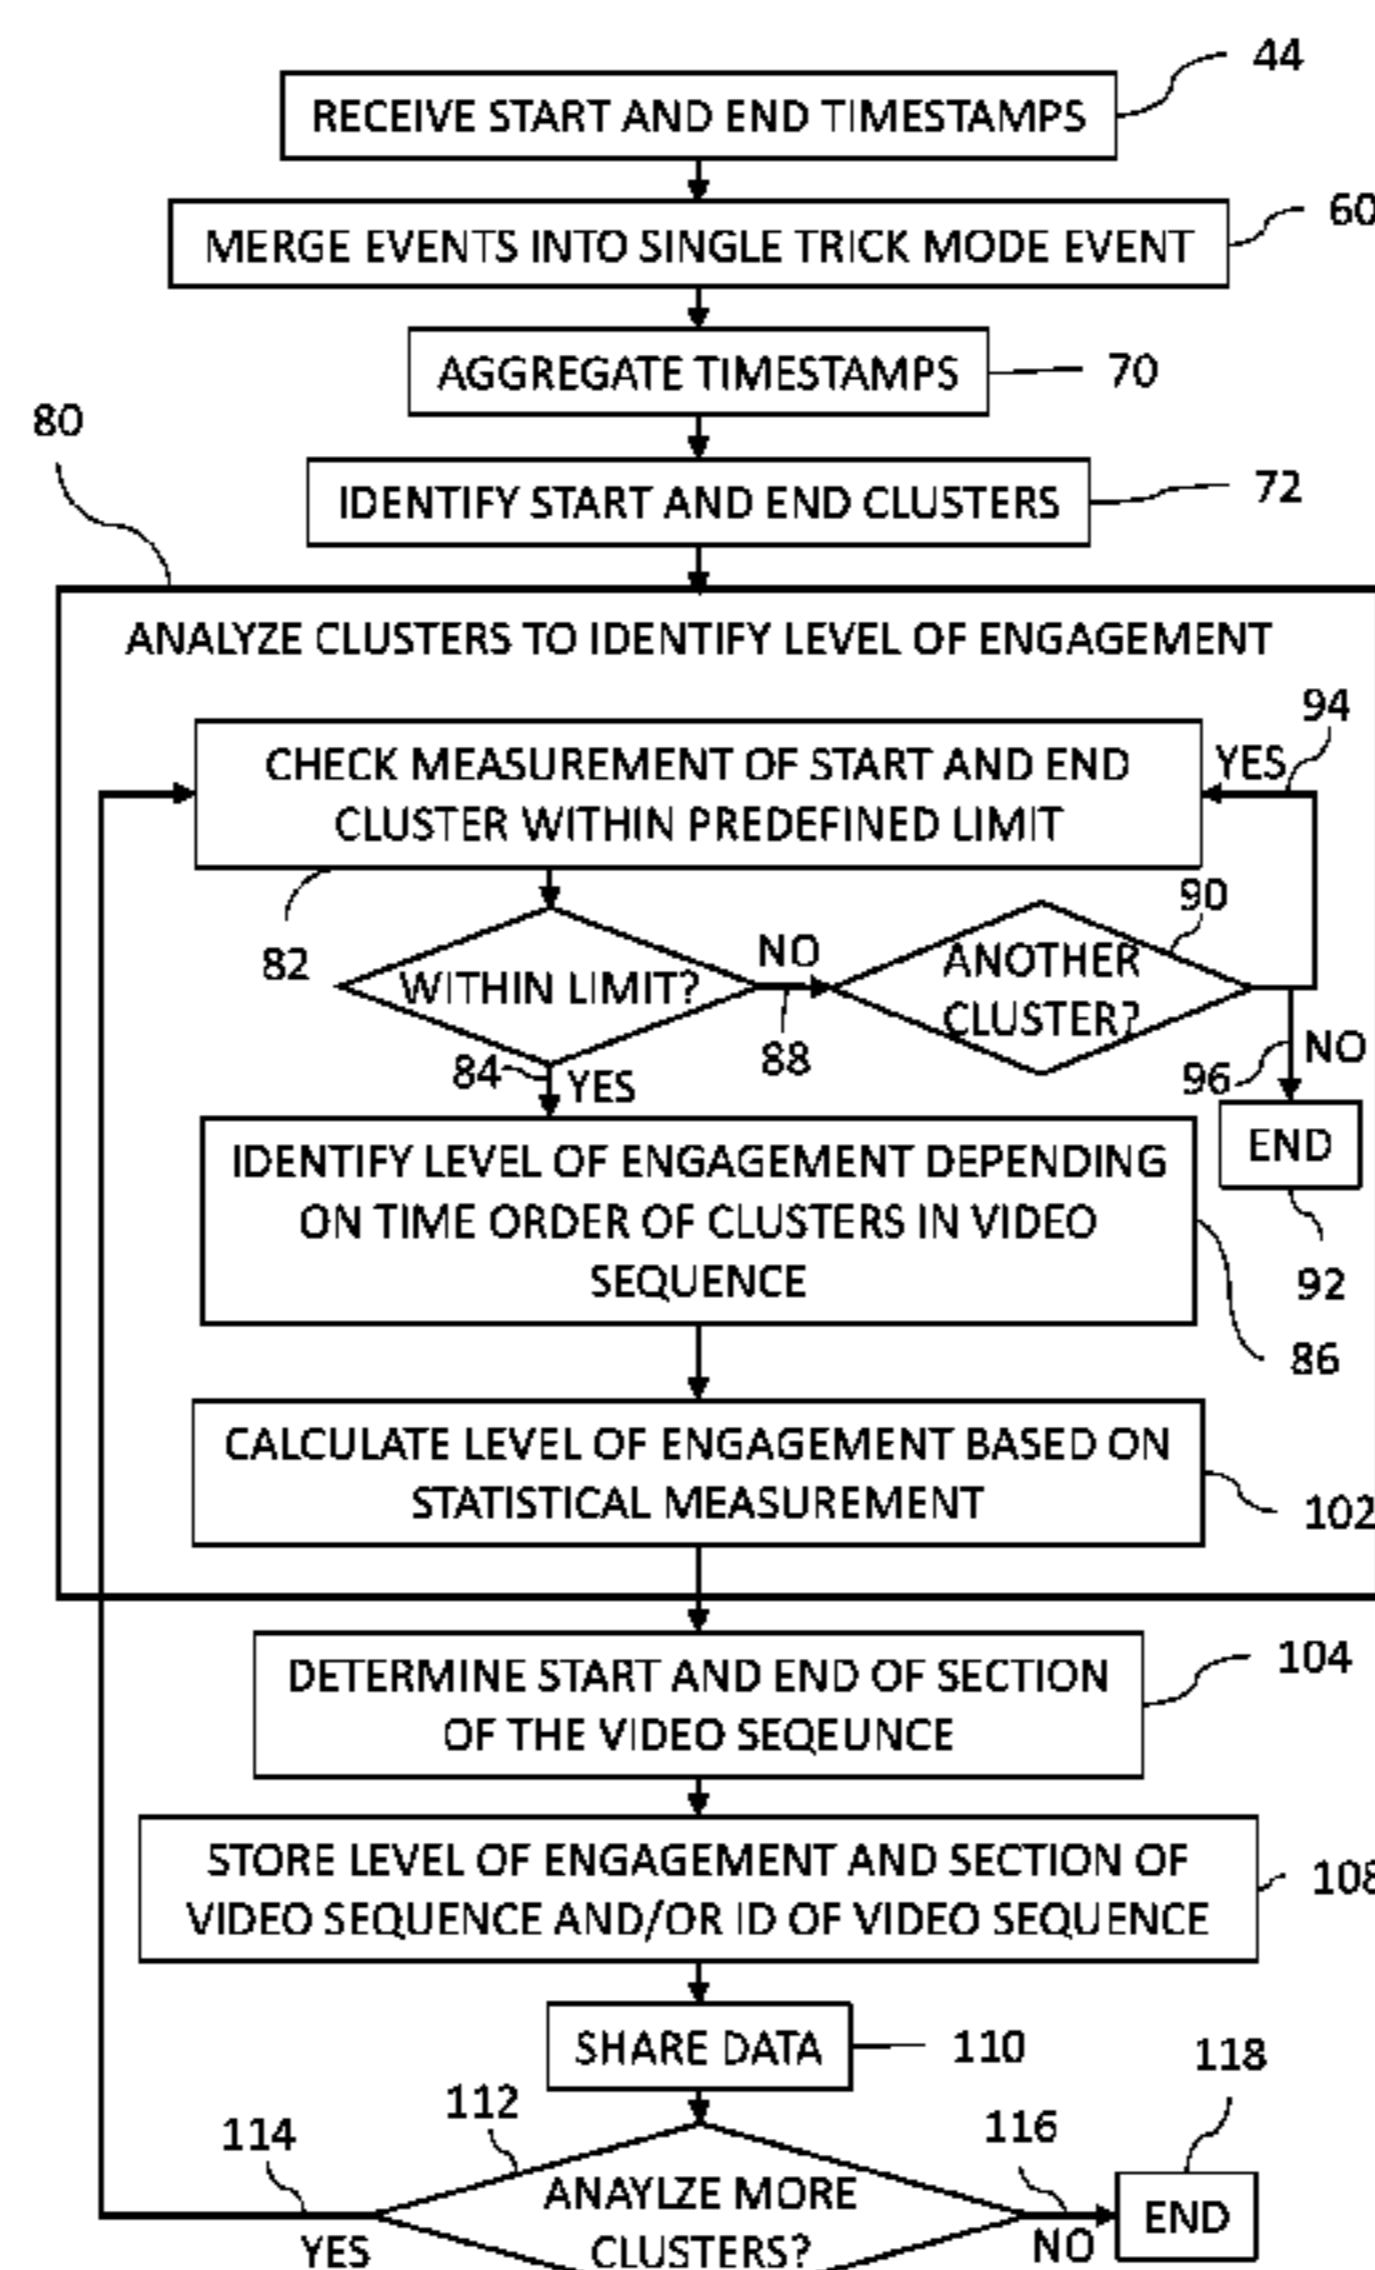 44
RECEIVE START AND END TIMESTAMPS
60
MERGE EVENTS INTO SINGLE TRICK MODE EVENT
AGGREGATE TIMESTAMPS
70
80
IDENTIFY START AND END CLUSTERS
72
ANALYZE CLUSTERS TO IDENTIFY LEVEL OF ENGAGEMENT
94
CHECK MEASUREMENT OF START AND END
CLUSTER WITHIN PREDEFINED LIMIT
YES
82
WITHIN LIMIT?
NO
88
90
ANOTHER
CLUSTER?
84
YES
96
NO
END
92
IDENTIFY LEVEL OF ENGAGEMENT DEPENDING
ON TIME ORDER OF CLUSTERS IN VIDEO
SEQUENCE
86
CALCULATE LEVEL OF ENGAGEMENT BASED ON
STATISTICAL MEASUREMENT
102
DETERMINE START AND END OF SECTION
OF THE VIDEO SEQEUNCE
104
STORE LEVEL OF ENGAGEMENT AND SECTION OF
VIDEO SEQUENCE AND/OR ID OF VIDEO SEQUENCE
108
SHARE DATA
110
118
112
114
116
ANAYLZE MORE
CLUSTERS?
YES
NO
END